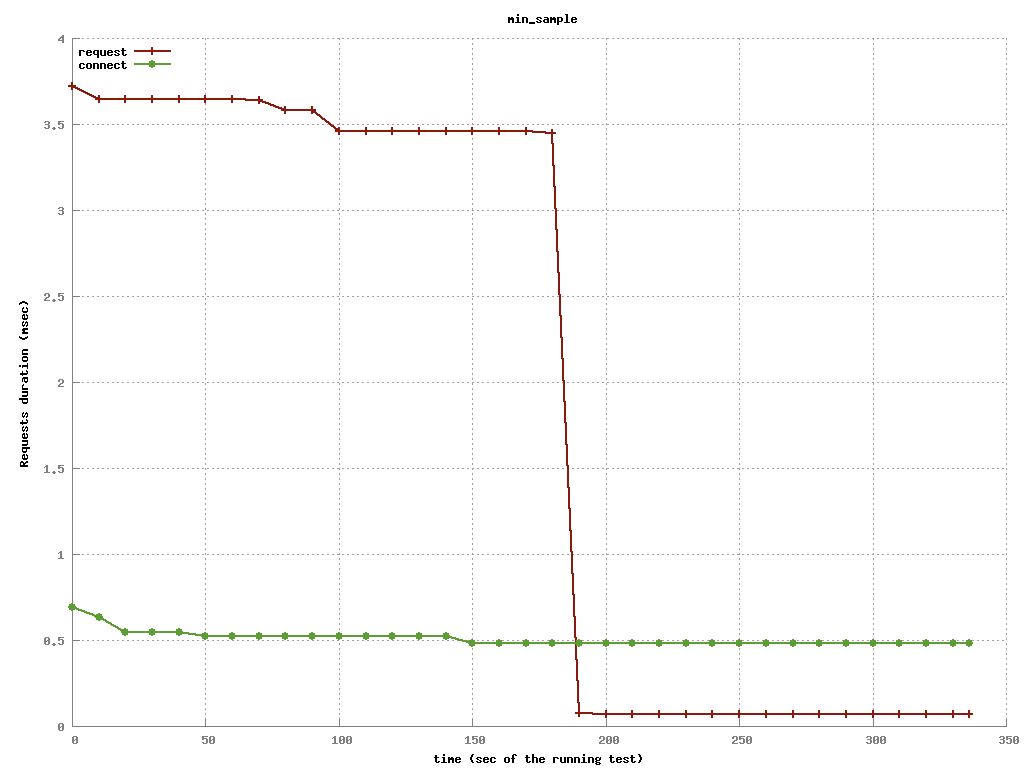 min_sample
request
connect
4
3.5
3
2.5
2
1.5
1
0.5
0
0 50 100 150 200 250 300 350
Requests duration (msec)
time (sec of the running test)